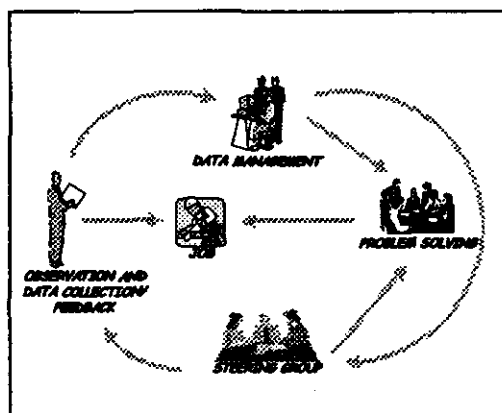 DATA MANAGEMENT
JOB
PROBLEM SOLVING
OBSERVATION AND
DATA COLLECTION/
FEEDBACK
STEERING GROUP